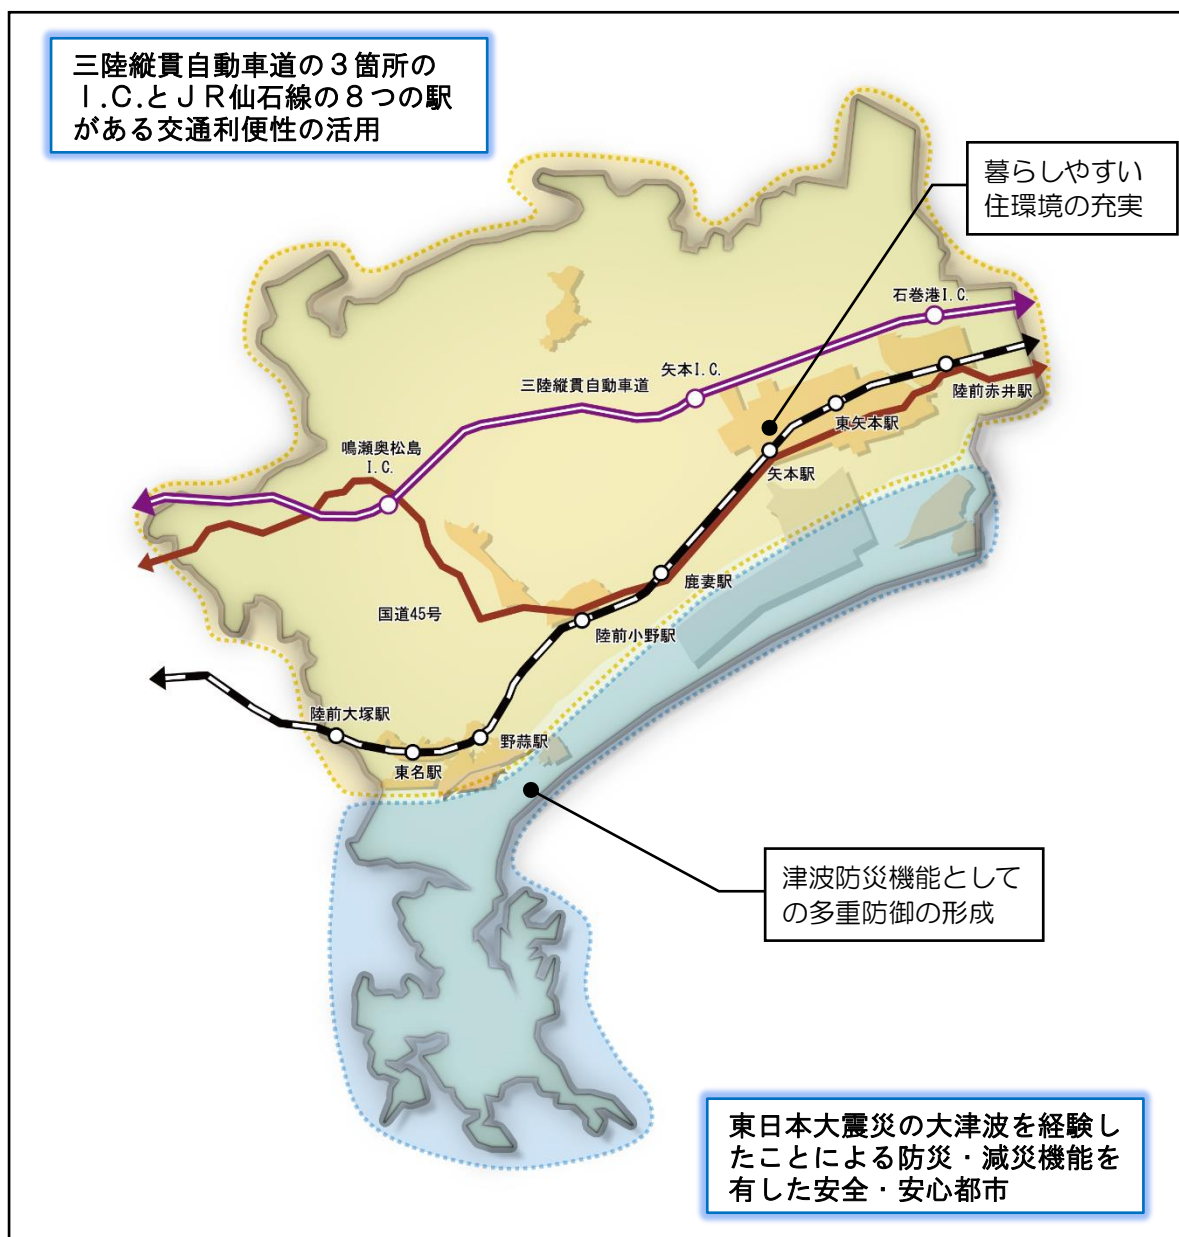 三陸縦貫自動車道の３箇所の
Ｉ.Ｃ.とＪＲ仙石線の８つの駅
がある交通利便性の活用
暮らしやすい
住環境の充実
石巻港I.C.
矢本I.C.
三陸縦貫自動車道
陸前赤井駅
東矢本駅
矢本駅
鳴瀬奥松島
I.C.
鹿妻駅
国道45号
陸前小野駅
陸前大塚駅
野蒜駅
東名駅
津波防災機能として
の多重防御の形成
東日本大震災の大津波を経験し
たことによる防災・減災機能を
有した安全・安心都市